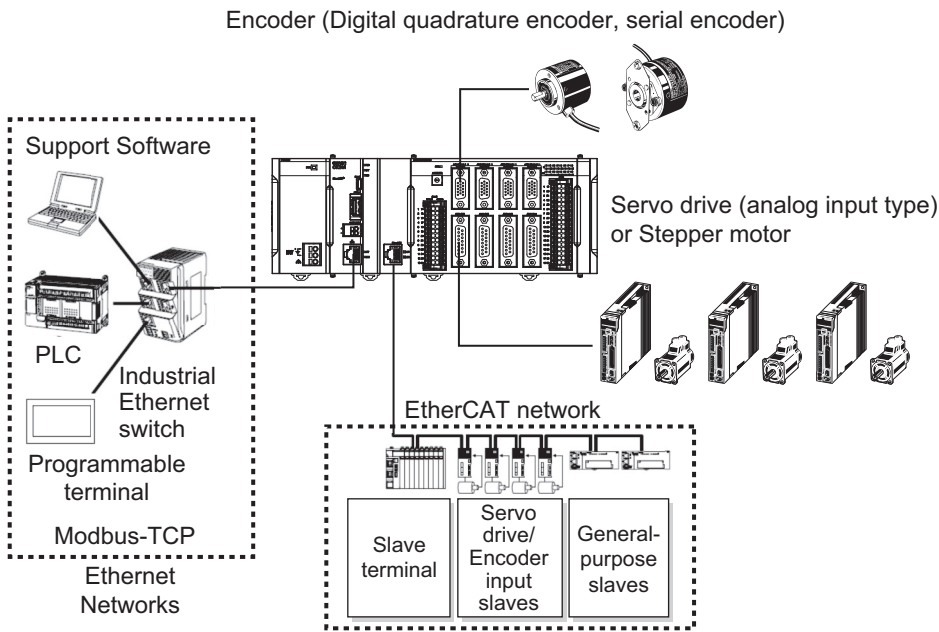 Encoder (Digital quadrature encoder, serial encoder)
Support Software
Servo drive (analog input type)
or Stepper motor
PLC
Industrial
Ethernet
switch
Programmable
terminal
Modbus-TCP
Ethernet
Networks
EtherCAT network
Slave
terminal
Servo
drive/
Encoder
input
slaves
General-
purpose
slaves